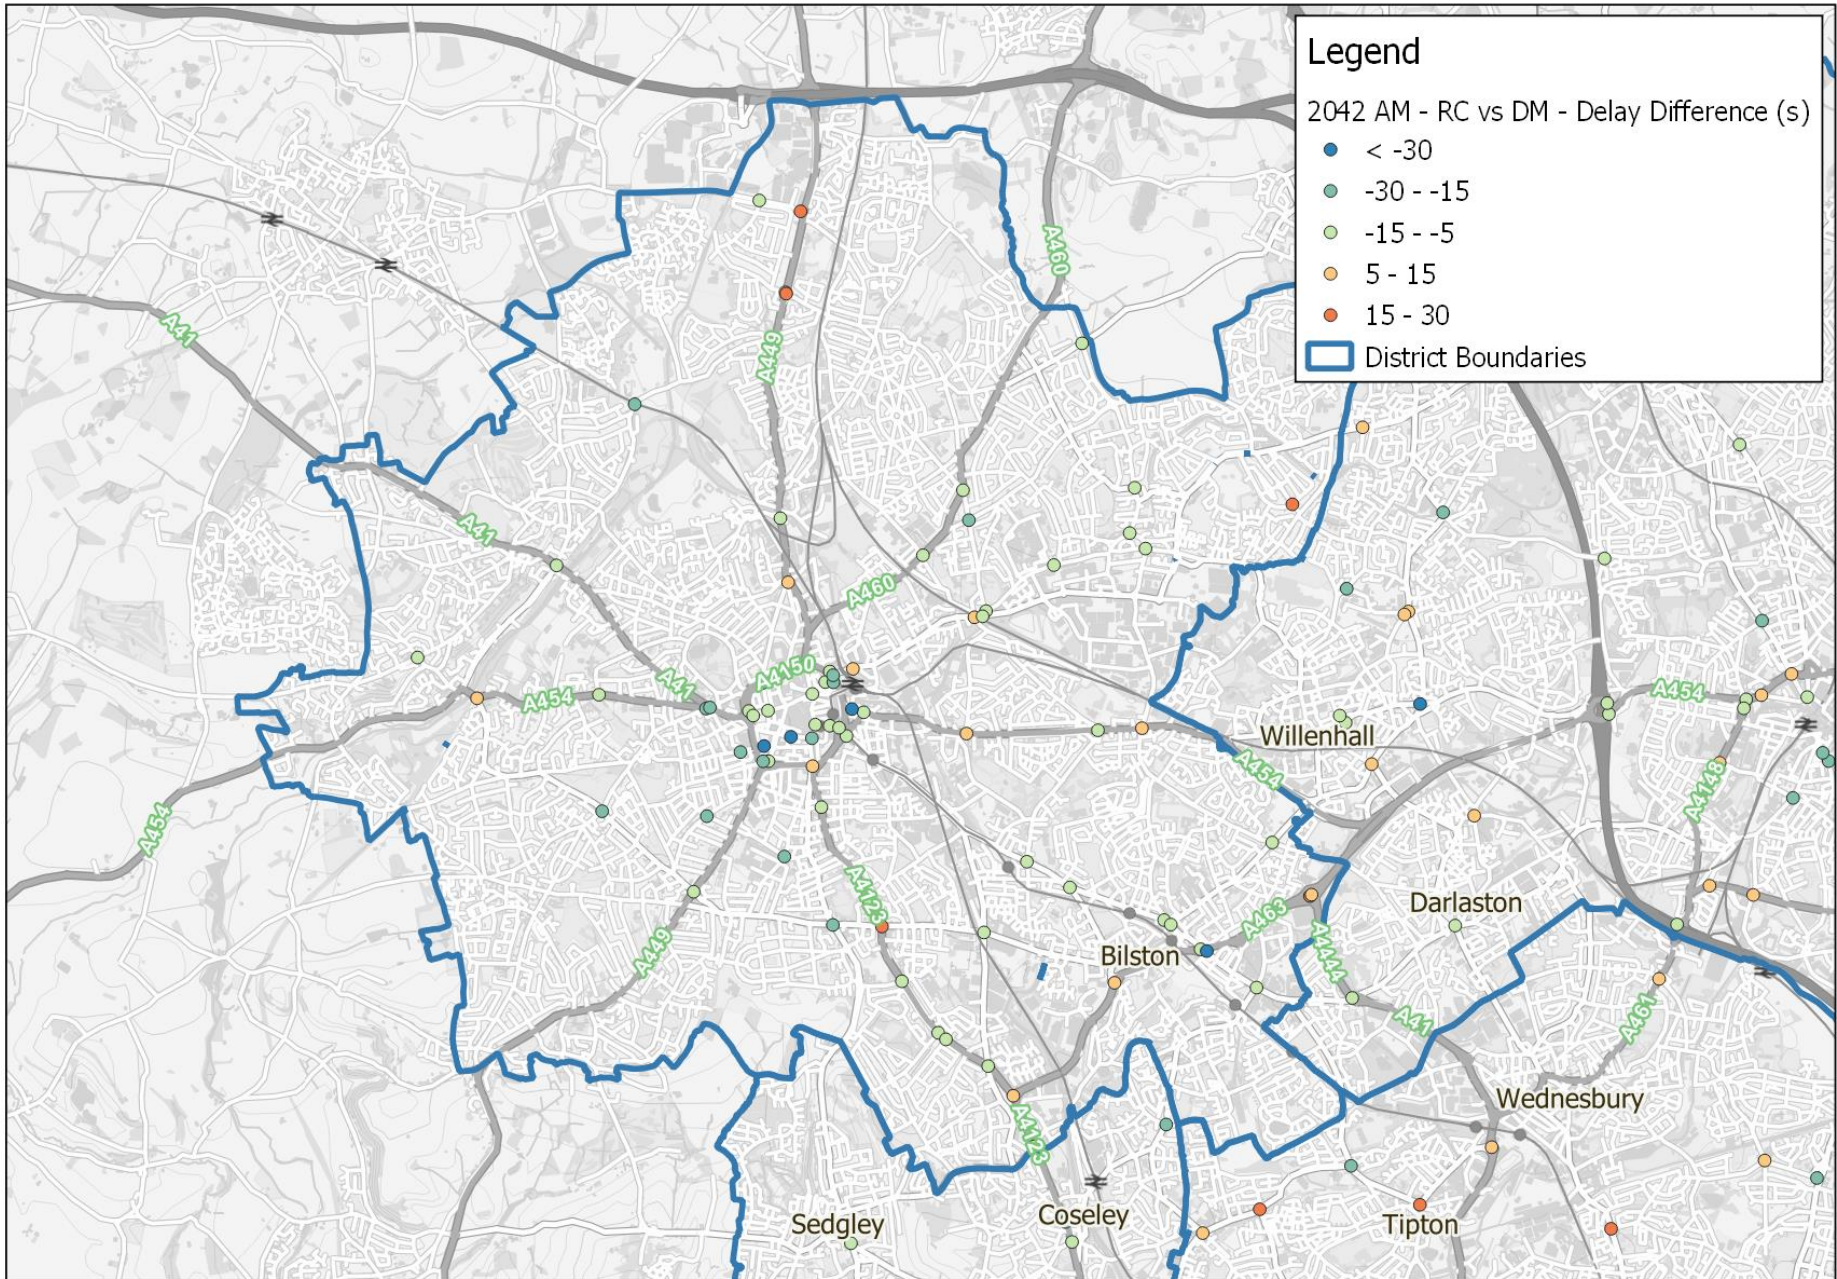 Legend
2042 AM - RC vs DM - Delay Difference (s)
< -30
-30 - -15
-15 - -5
5 - 15
15 - 30
District Boundaries
A460
A41
A449
A41
A460
A4150
A41
A454
A454
Willenhall
A454
A4148
A454
A4123
A463
Darlaston
A449
Bilston
A4444
A41
A461
Wednesbury
A4123
Sedgley
Coseley
Tipton